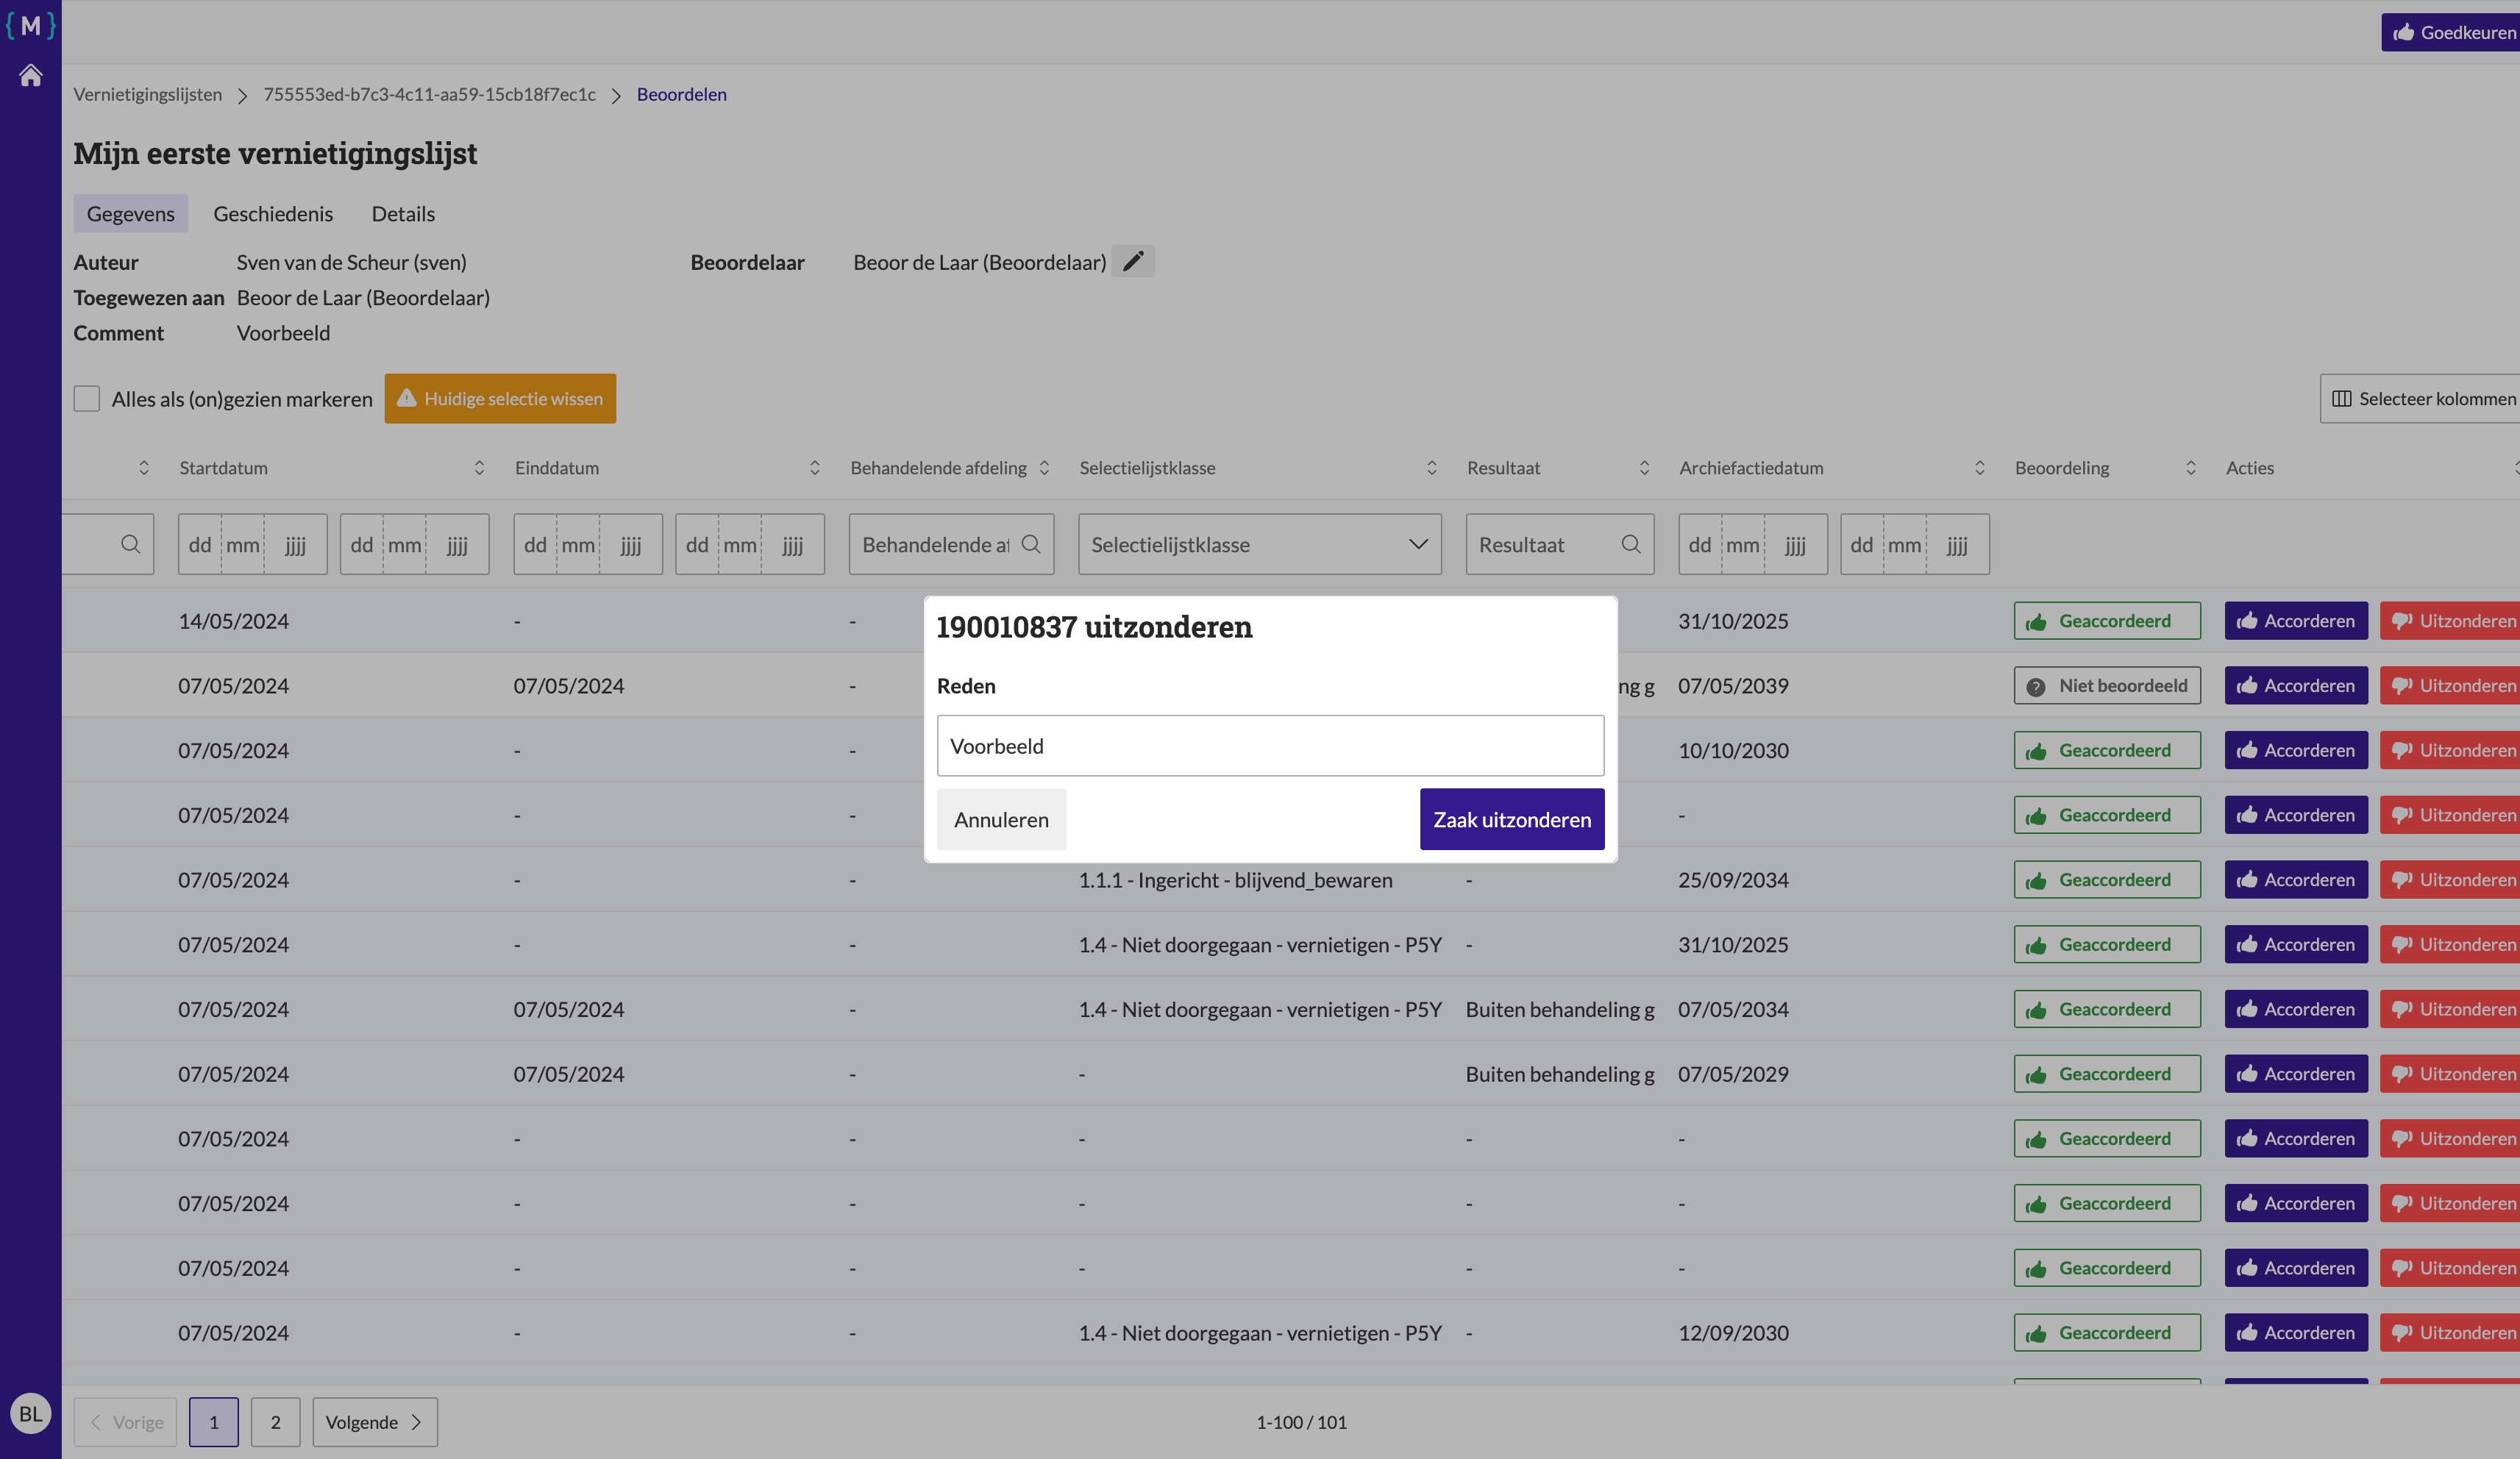 { M }
Goedkeuren
Vernietigingslijsten > 755553ed-b7c3-4c11-aa59-15cb18f7ec1c > Beoordelen
Mijn eerste vernietigingslijst
Gegevens Geschiedenis Details
Auteur Sven van de Scheur (sven) Beoordelaar Beoor de Laar (Beoordelaar)
Toegewezen aan Beoor de Laar (Beoordelaar)
Comment Voorbeeld
Alles als (on)gezien markeren Huidige selectie wissen Selecteer kolommen
Startdatum Einddatum Behandelende afdeling Selectielijstklasse Resultaat Archiefactiedatum Beoordeling Acties
dd mm jjjj dd mm jjjj dd mm jjjj dd mm jjjj Behandelende af Selectielijstklasse Resultaat dd mm jjjj dd mm jjjj
14/05/2024 - - 31/10/2025 Geaccordeerd Accorderen Uitzonderen
190010837 uitzonderen
07/05/2024 07/05/2024 - ng g 07/05/2039 Niet beoordeeld Accorderen Uitzonderen
Reden
Voorbeeld
07/05/2024 - - 10/10/2030 Geaccordeerd Accorderen Uitzonderen
Annuleren Zaak uitzonderen
07/05/2024 - - - Geaccordeerd Accorderen Uitzonderen
07/05/2024 - - 1.1.1 - Ingericht - blijvend_bewaren - 25/09/2034 Geaccordeerd Accorderen Uitzonderen
07/05/2024 - - 1.4 - Niet doorgegaan - vernietigen - P5Y - 31/10/2025 Geaccordeerd Accorderen Uitzonderen
07/05/2024 07/05/2024 - 1.4 - Niet doorgegaan - vernietigen - P5Y Buiten behandeling g 07/05/2034 Geaccordeerd Accorderen Uitzonderen
07/05/2024 07/05/2024 - - Buiten behandeling g 07/05/2029 Geaccordeerd Accorderen Uitzonderen
07/05/2024 - - - - - Geaccordeerd Accorderen Uitzonderen
07/05/2024 - - - - - Geaccordeerd Accorderen Uitzonderen
07/05/2024 - - - - - Geaccordeerd Accorderen Uitzonderen
07/05/2024 - - 1.4 - Niet doorgegaan - vernietigen - P5Y - 12/09/2030 Geaccordeerd Accorderen Uitzonderen
BL
Vorige 1 2 Volgende 1-100 / 101